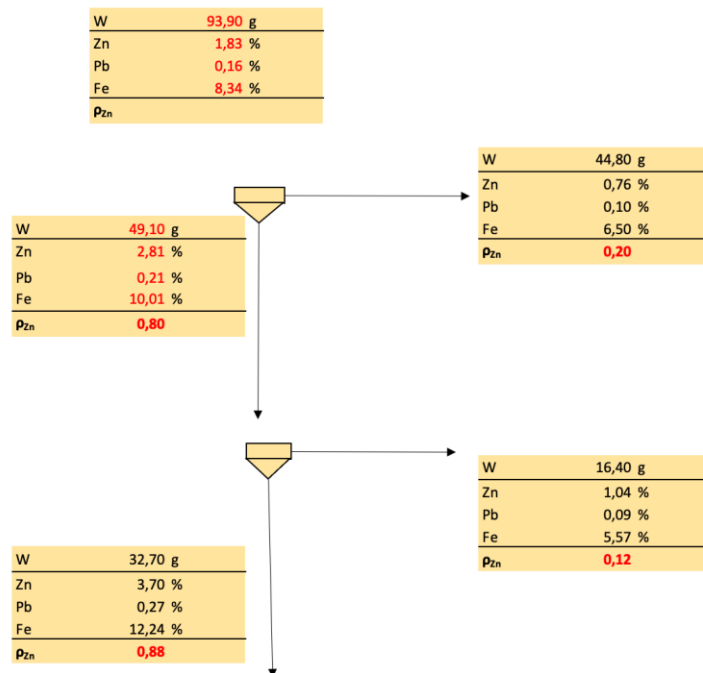 W 93,90 g
Zn 1,83 %
Pb 0,16 %
Fe 8,34 %
ρZn
W 44,80 g
Zn 0,76 %
Pb 0,10 %
Fe 6,50 %
ρZn 0,20
W 49,10 g
Zn 2,81 %
Pb 0,21 %
Fe 10,01 %
ρZn 0,80
W 16,40 g
Zn 1,04 %
Pb 0,09 %
Fe 5,57 %
ρZn 0,12
W 32,70 g
Zn 3,70 %
Pb 0,27 %
Fe 12,24 %
ρZn 0,88